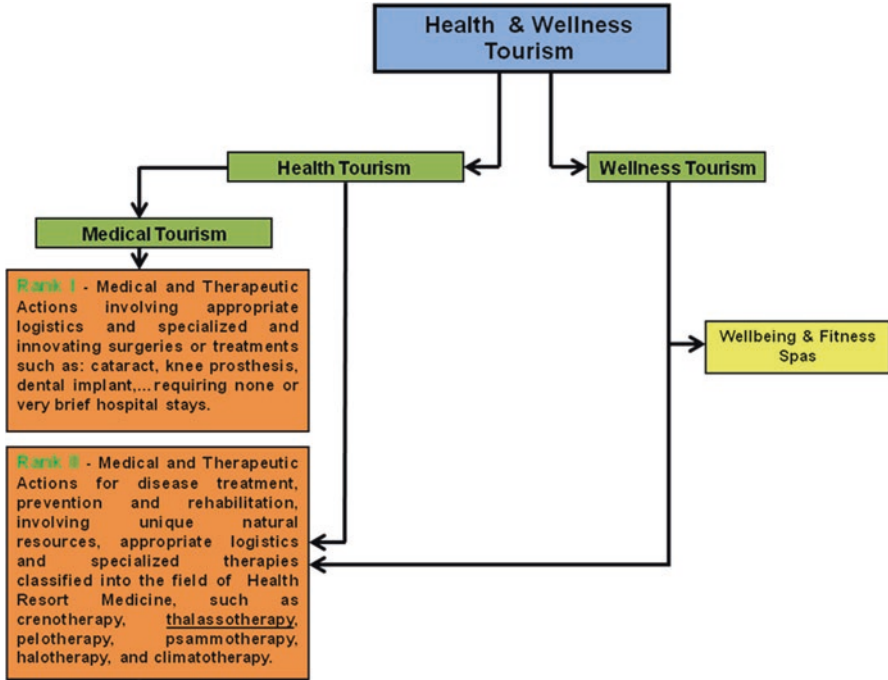 Health & Wellness
Tourism
Health Tourism
Wellness Tourism
Medical Tourism
Rank I - Medical and Therapeutic
Actions involving appropriate
logistics and specialized and
innovating surgeries or treatments
such as: cataract, knee prosthesis,
dental implant,...requiring none or
very brief hospital stays.
Wellbeing & Fitness
Spas
Rank II - Medical and Therapeutic
Actions for disease treatment,
prevention and rehabilitation,
involving unique natural
resources, appropriate logistics
and specialized therapies
classified into the field of Health
Resort Medicine, such as
crenotherapy, thalassotherapy,
pelotherapy, psammotherapy,
halotherapy, and climatotherapy.